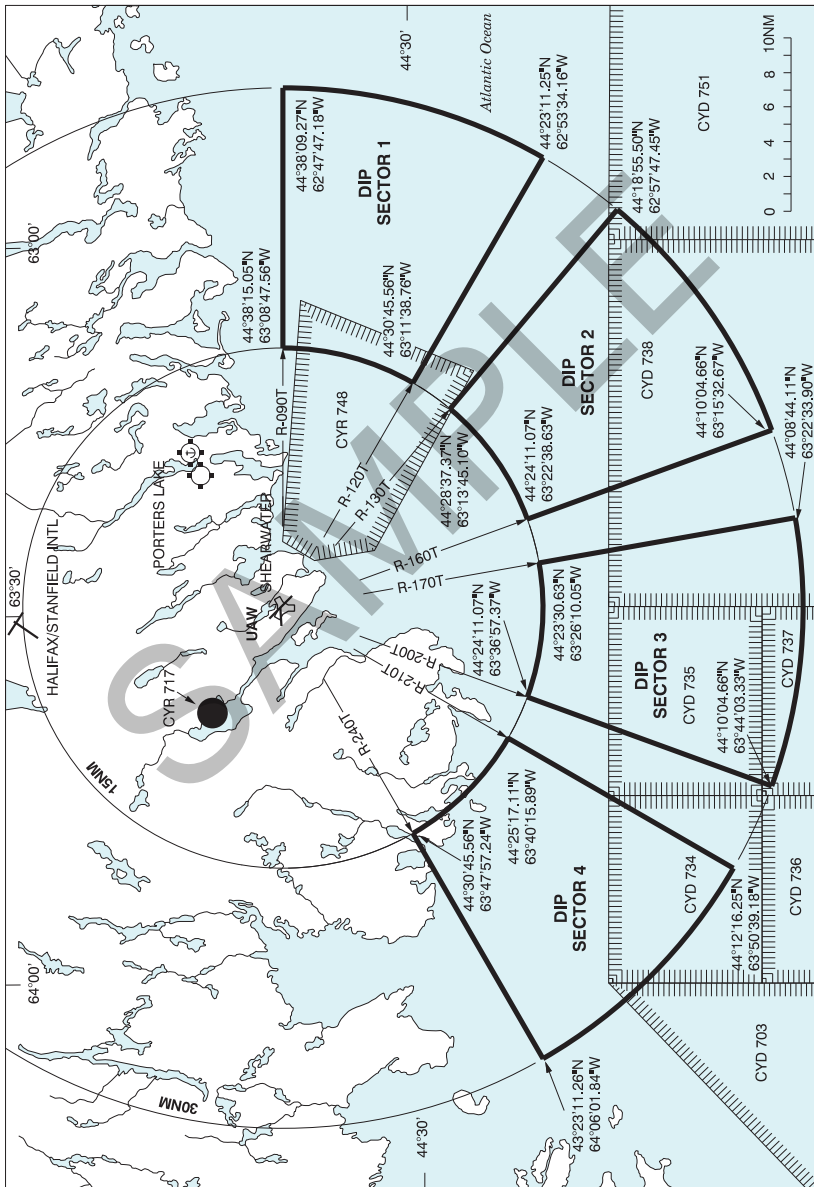 63°30'
HALIFAX/STANFIELD INTL
63°00'
64°00'
15NM
30NM
CYR 717
UAW
SHEARWATER
PORTERS LAKE
44°38'15.05"N
63°08'47.56"W
44°38'09.27"N
62°47'47.18"W
44°30'
DIP
SECTOR 1
Atlantic Ocean
R-090T
CYR 748
R-120T
R-130T
44°30'45.56"N
63°11'38.76"W
44°23'11.25"N
62°53'34.16"W
44°28'37.37"N
63°13'45.10"W
44°18'55.50"N
62°57'47.45"W
DIP
SECTOR 2
44°24'11.07"N
63°22'38.63"W
R-160T
R-170T
CYD 738
44°10'04.66"N
63°15'32.67"W
CYD 751
0 2 4 6 8 10NM
44°08'44.11"N
63°22'33.90"W
44°23'30.63"N
63°26'10.05"W
44°24'11.07"N
63°36'57.37"W
R-200T
R-210T
R-240T
DIP
SECTOR 3
CYD 735
CYD 737
44°10'04.66"N
63°44'03.33"W
44°25'17.11"N
63°40'15.89"W
44°30'45.56"N
63°47'57.24"W
DIP
SECTOR 4
CYD 734
CYD 736
44°12'16.25"N
63°50'39.18"W
CYD 703
43°23'11.26"N
64°06'01.84"W
44°30'
SAMPLE